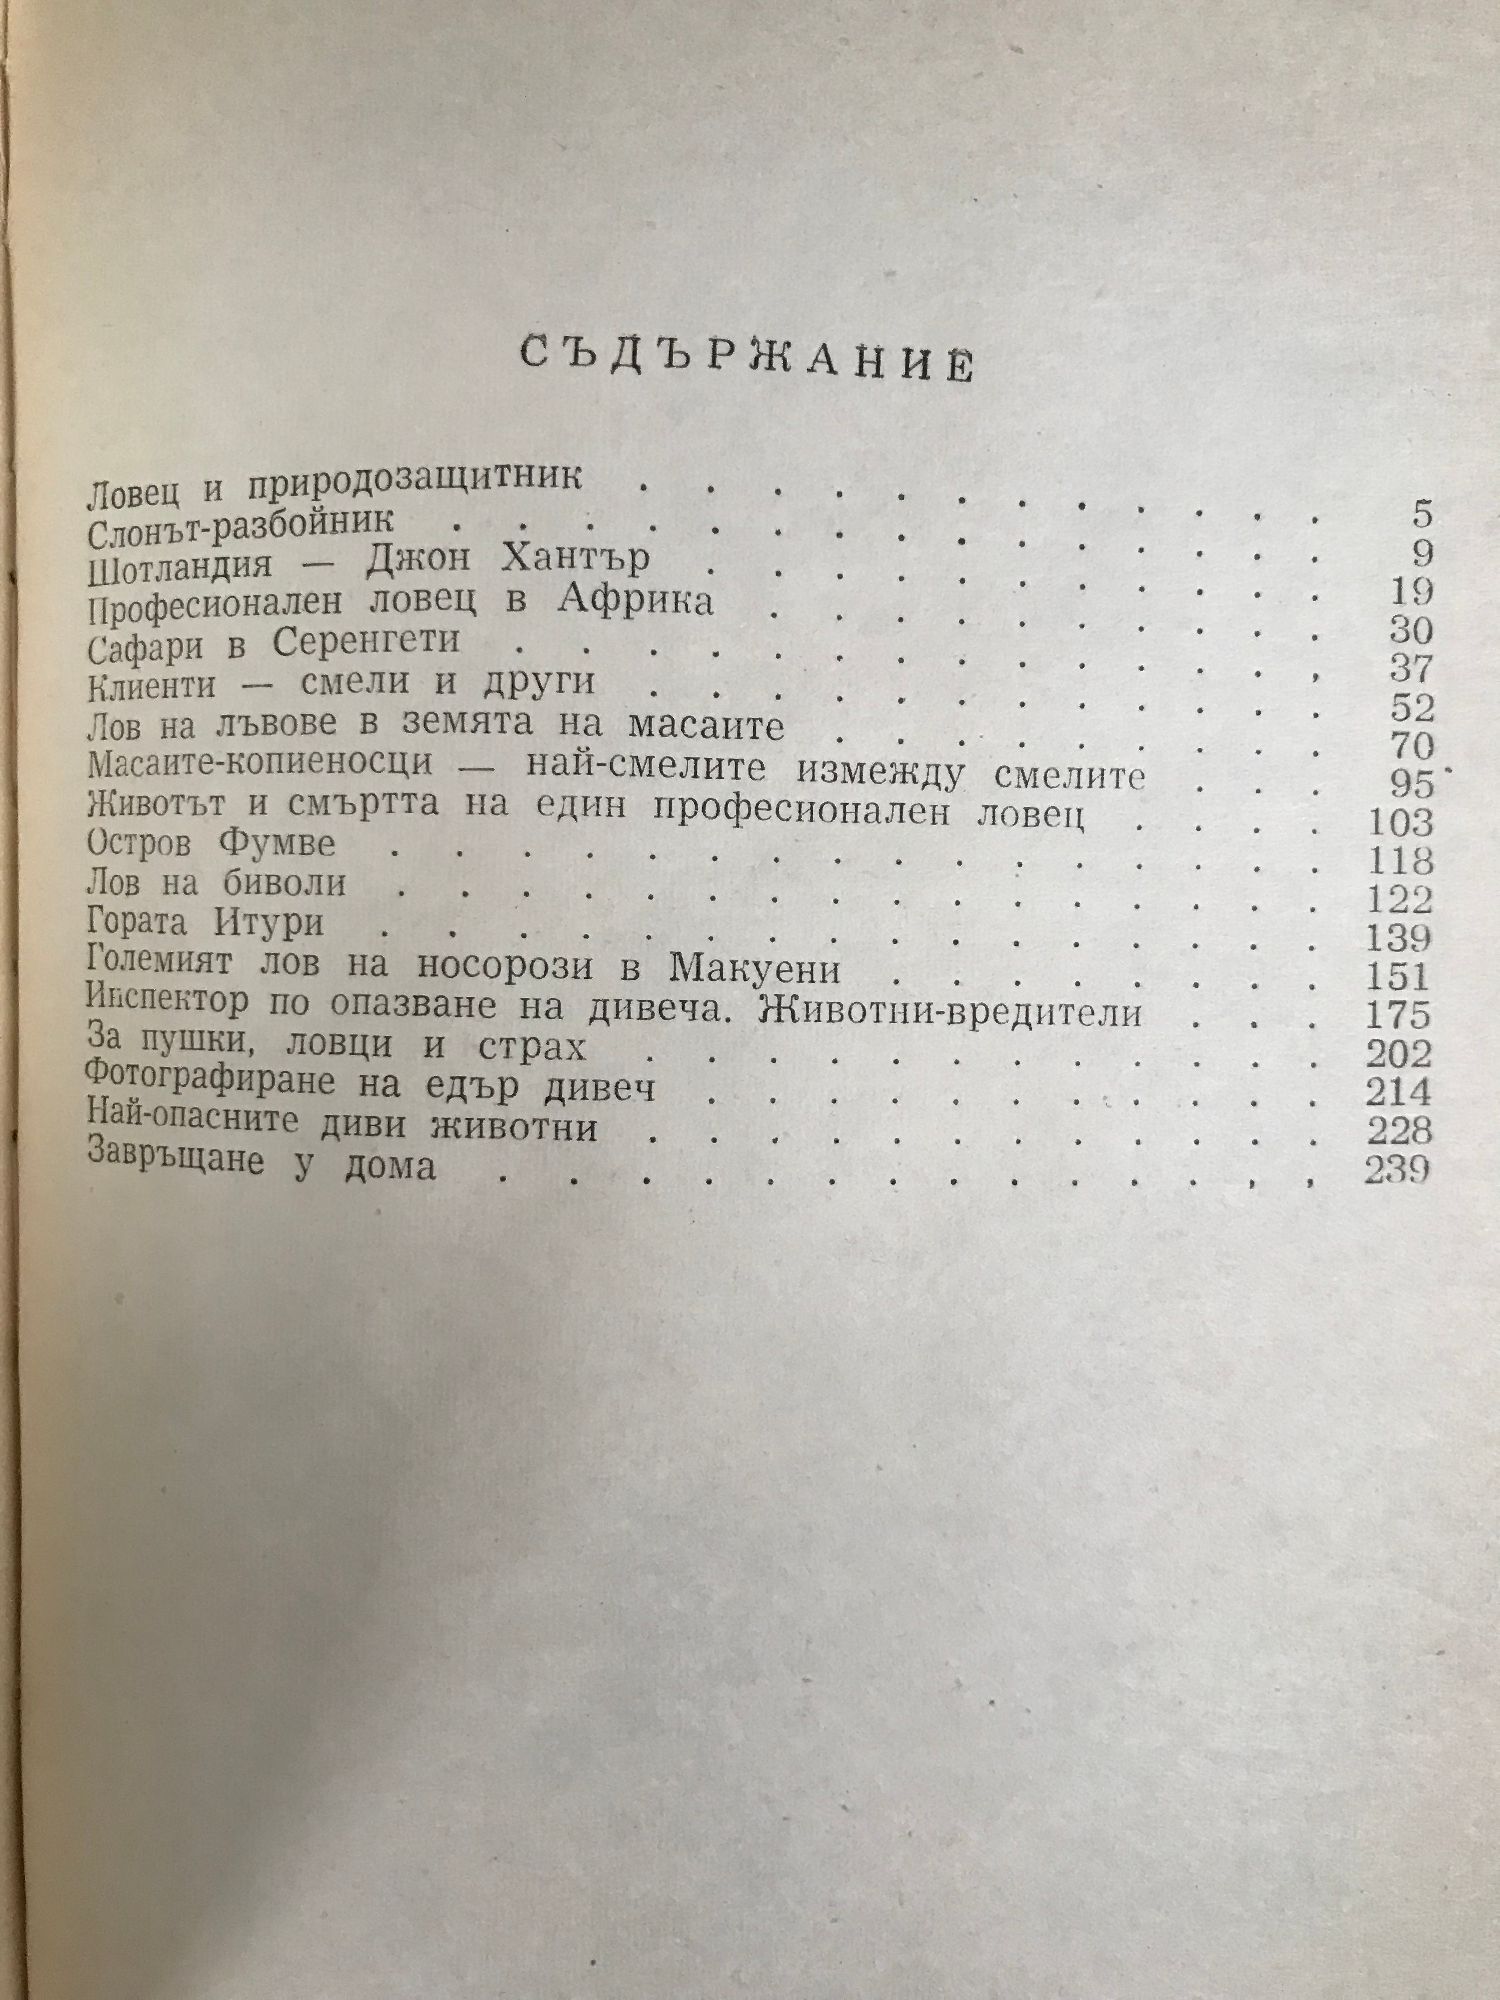 СЪДЪРЖАНИЕ
Ловец и природозащитник . . . . . . . . . . . 5
Слонът-разбойник . . . . . . . . . . . . . . 9
Шотландия — Джон Хантър . . . . . . . . . . 19
Професионален ловец в Африка . . . . . . . . . 30
Сафари в Серенгети . . . . . . . . . . . . . 37
Клиенти — смели и други . . . . . . . . . . . 52
Лов на лъвове в земята на масаите . . . . . . . . 70
Масаите-копиеносци — най-смелите измежду смелите . . . 95
Животът и смъртта на един професионален ловец . . . . 103
Остров Фумве . . . . . . . . . . . . . . . 118
Лов на биволи . . . . . . . . . . . . . . . 122
Гората Итури . . . . . . . . . . . . . . . 139
Големият лов на носорози в Макуени . . . . . . . . 151
Инспектор по опазване на дивеча. Животни-вредители . . . 175
За пушки, ловци и страх . . . . . . . . . . . 202
Фотографиране на едър дивеч . . . . . . . . . . 214
Най-опасните диви животни . . . . . . . . . . . 228
Завръщане у дома . . . . . . . . . . . . , , 239